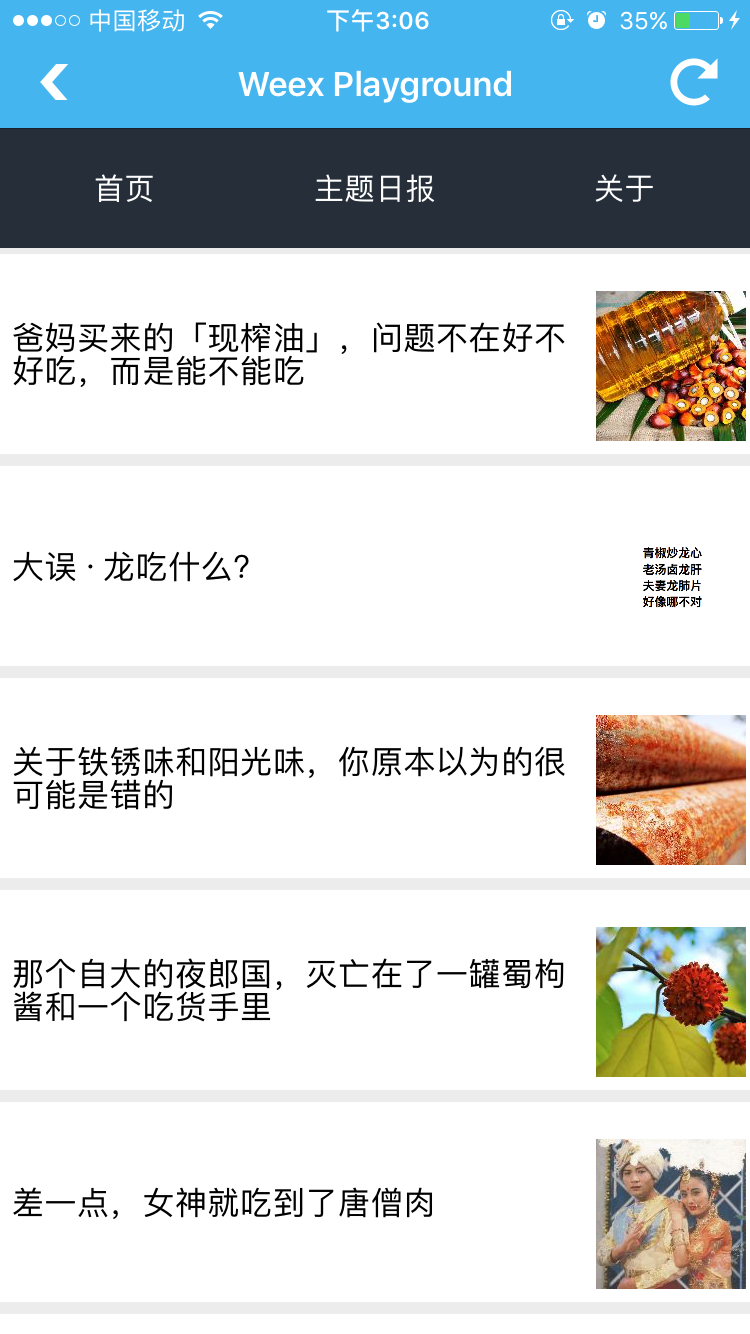 中国移动
下午3:06
35%
Weex Playground
首页
主题日报
关于
爸妈买来的「现榨油」，问题不在好不
好吃，而是能不能吃
大误 · 龙吃什么?
青椒炒龙心
老汤卤龙肝
夫妻龙肺片
好像哪不对
关于铁锈味和阳光味，你原本以为的很
可能是错的
那个自大的夜郎国，灭亡在了一罐蜀枸
酱和一个吃货手里
差一点，女神就吃到了唐僧肉